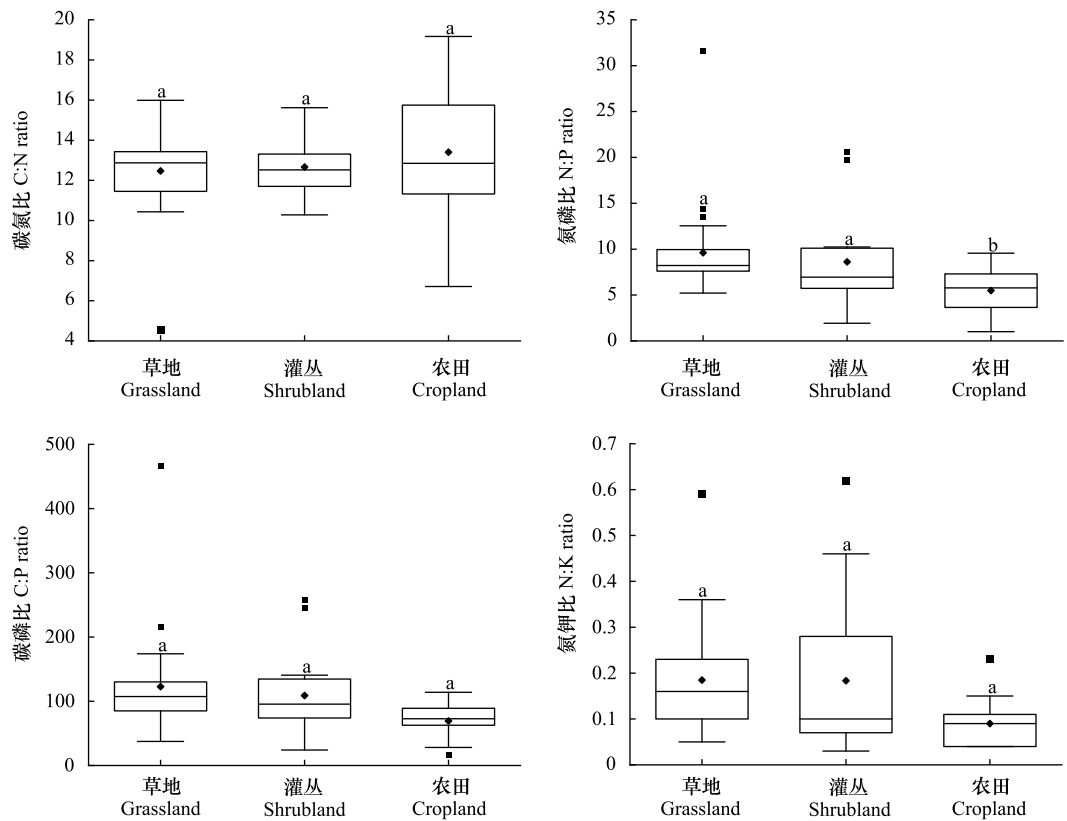 碳氮比 C:N ratio
20
18
16
14
12
10
8
6
4
a
a
a
草地
Grassland
灌丛
Shrubland
农田
Cropland
氮磷比 N:P ratio
35
30
25
20
15
10
5
0
a
a
b
草地
Grassland
灌丛
Shrubland
农田
Cropland
碳磷比 C:P ratio
500
400
300
200
100
0
a
a
a
草地
Grassland
灌丛
Shrubland
农田
Cropland
氮钾比 N:K ratio
0.7
0.6
0.5
0.4
0.3
0.2
0.1
0
a
a
a
草地
Grassland
灌丛
Shrubland
农田
Cropland